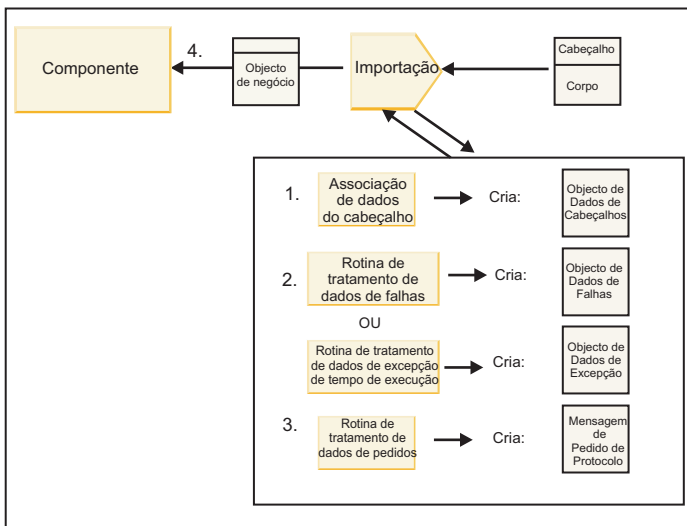 Componente
4.
Objecto
de negócio
Importação
Cabeçalho
Corpo
1.
Associação
de dados
do cabeçalho
Cria:
Objecto de
Dados de
Cabeçalhos
2.
Rotina de
tratamento de
dados de falhas
Cria:
Objecto de
Dados de
Falhas
OU
Rotina de tratamento
de dados de excepção
de tempo de execução
Cria:
Objecto de
Dados de
Excepção
3.
Rotina de
tratamento de
dados de pedidos
Cria:
Mensagem
de
Pedido de
Protocolo